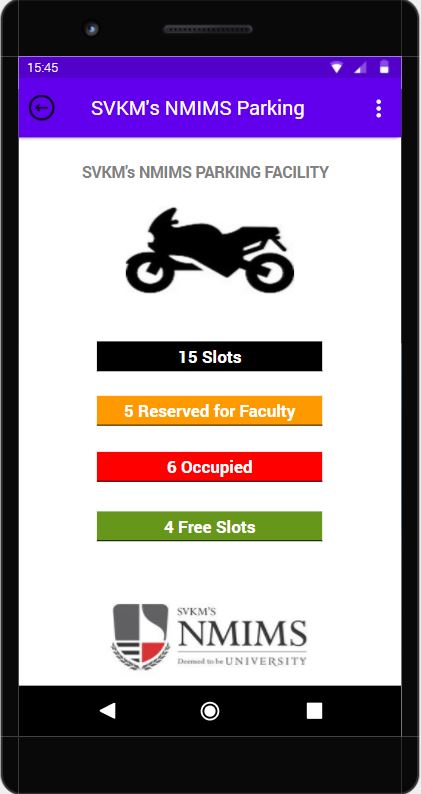 15:45
SVKM's NMIMS Parking
SVKM's NMIMS PARKING FACILITY
15 Slots
5 Reserved for Faculty
6 Occupied
4 Free Slots
SVKM'S
NMIMS
Deemed to be UNIVERSITY